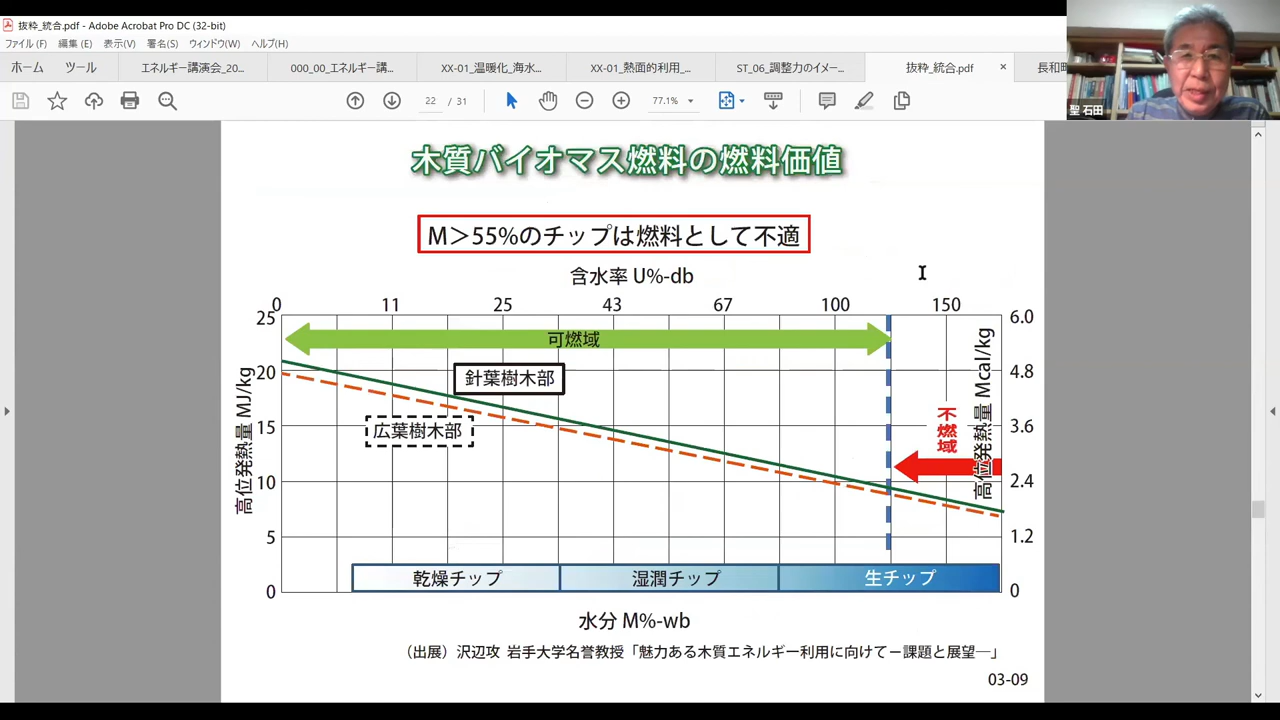 抜粋_統合.pdf - Adobe Acrobat Pro DC (32-bit)
ファイル(F) 編集(E) 表示(V) 署名(S) ウィンドウ(W) ヘルプ(H)
ホーム ツール エネルギー講演会_20... 000_00_エネルギー講... XX-01_温暖化_海水 XX-01_熱面的利用_... ST_06_調整力のイメー... 抜粋_統合.pdf × 長和町
22 / 31 77.1%
聖 石田
木質バイオマス燃料の燃料価値
M>55%のチップは燃料として不適
含水率 U%-db
0 11 25 43 67 100 150
25 20 15 10 5 0
高位発熱量 MJ/kg
可燃域
針葉樹木部
広葉樹木部
不燃域
6.0 4.8 3.6 2.4 1.2 0
高位発熱量 Mcal/kg
乾燥チップ 湿潤チップ 生チップ
水分 M%-wb
(出展) 沢辺攻 岩手大学名誉教授「魅力ある木質エネルギー利用に向けてー課題と展望―」
03-09